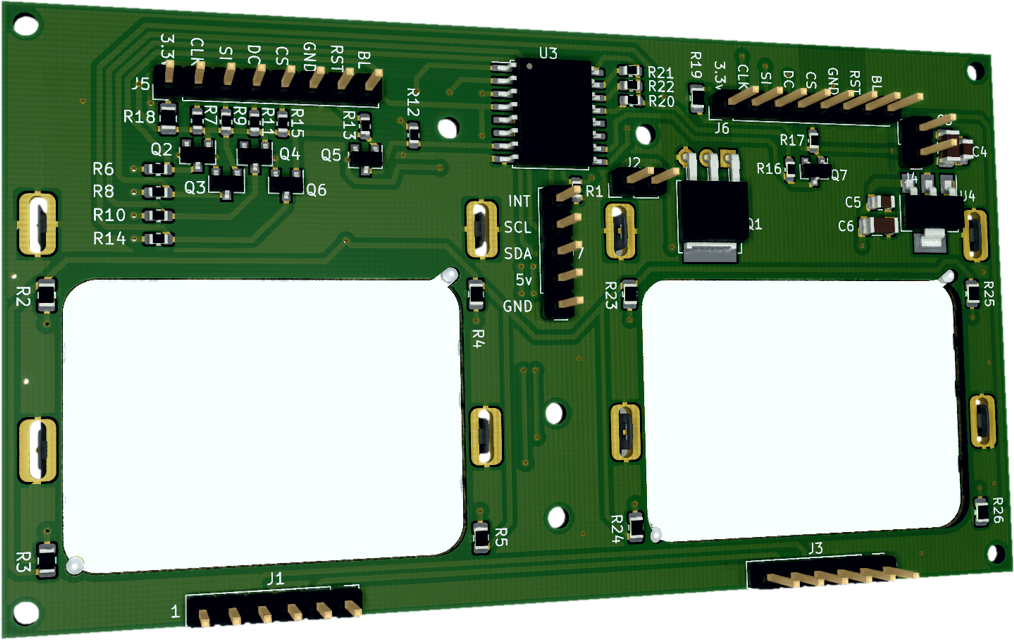 3.3v CLK SI DC CS GND RST BL
J5
R18 R7 R9 R11 R15 R13 R12
Q2 Q4 Q5
Q3 Q6
R6
R8
R10
R14
U3
R21
R22
R20
R19
3.3v CLK SI DC CS GND RST BL
J6
R17
R16
Q7
C4
J4
U4
C5
C6
J2
R1
Q1
INT
SCL
SDA
5v
GND
R2
R4
R23
R25
R3
R5
R24
R26
J1
1
J3